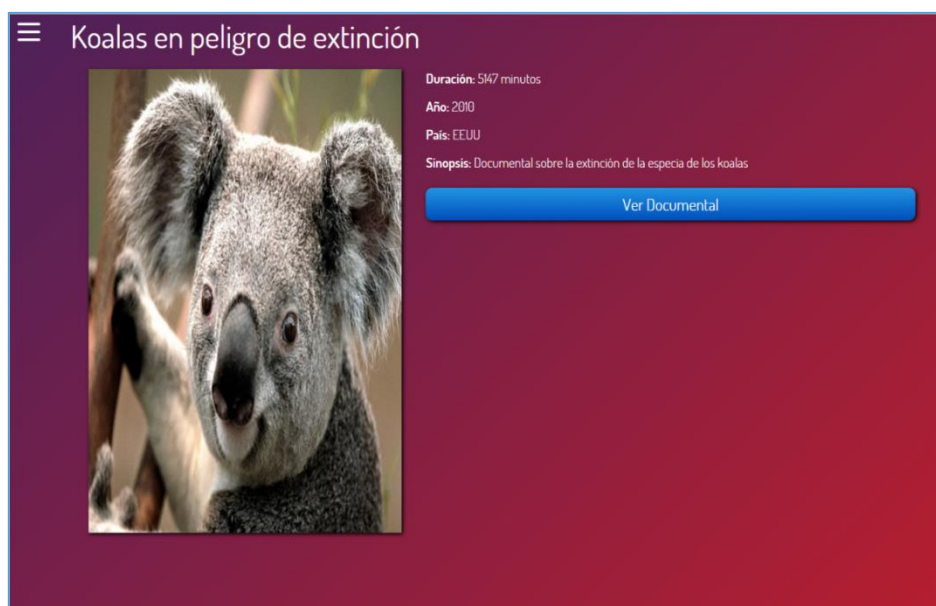 Koalas en peligro de extinción
Duración: 5147 minutos
Año: 2010
País: EEUU
Sinopsis: Documental sobre la extinción de la especia de los koalas
Ver Documental